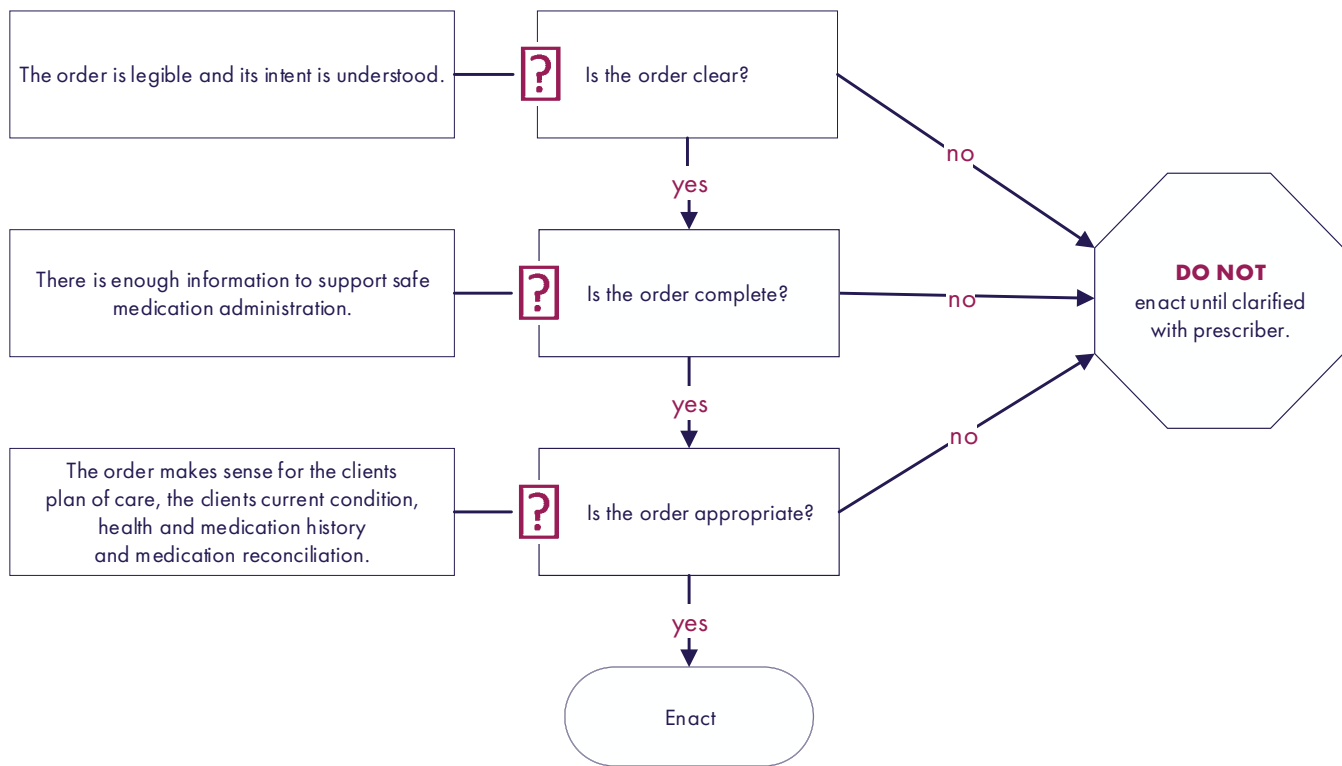 The order is legible and its intent is understood.
?
Is the order clear?
no
yes
There is enough information to support safe
medication administration.
?
Is the order complete?
no
DO NOT
enact until clarified
with prescriber.
yes
The order makes sense for the clients
plan of care, the clients current condition,
health and medication history
and medication reconciliation.
?
Is the order appropriate?
no
yes
Enact